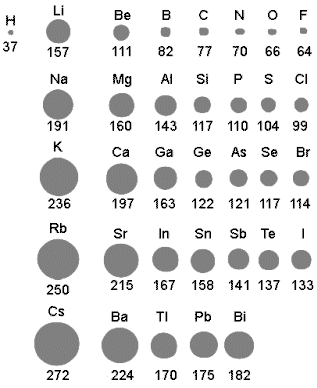 H Li Be B C N O F
37 157 111 82 77 70 66 64
Na Mg Al Si P S Cl
191 160 143 117 110 104 99
K Ca Ga Ge As Se Br
236 197 163 122 121 117 114
Rb Sr In Sn Sb Te I
250 215 167 158 141 137 133
Cs Ba Tl Pb Bi
272 224 170 175 182